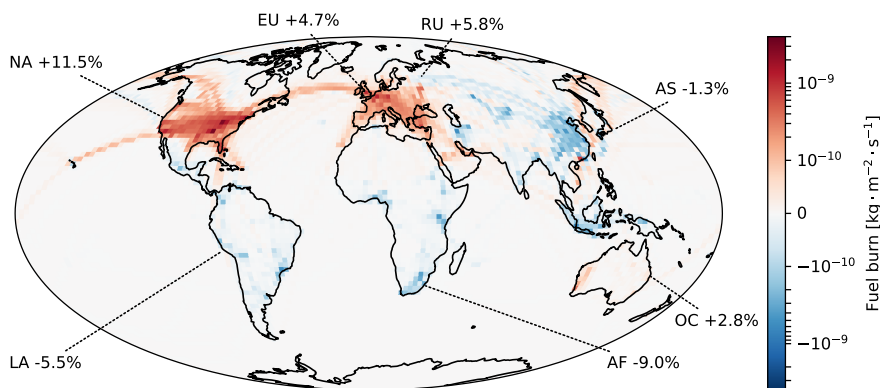 EU +4.7%
RU +5.8%
NA +11.5%
AS -1.3%
OC +2.8%
LA -5.5%
AF -9.0%
10⁻⁹
10⁻¹⁰
0
−10⁻¹⁰
−10⁻⁹
Fuel burn [kg · m⁻² · s⁻¹]